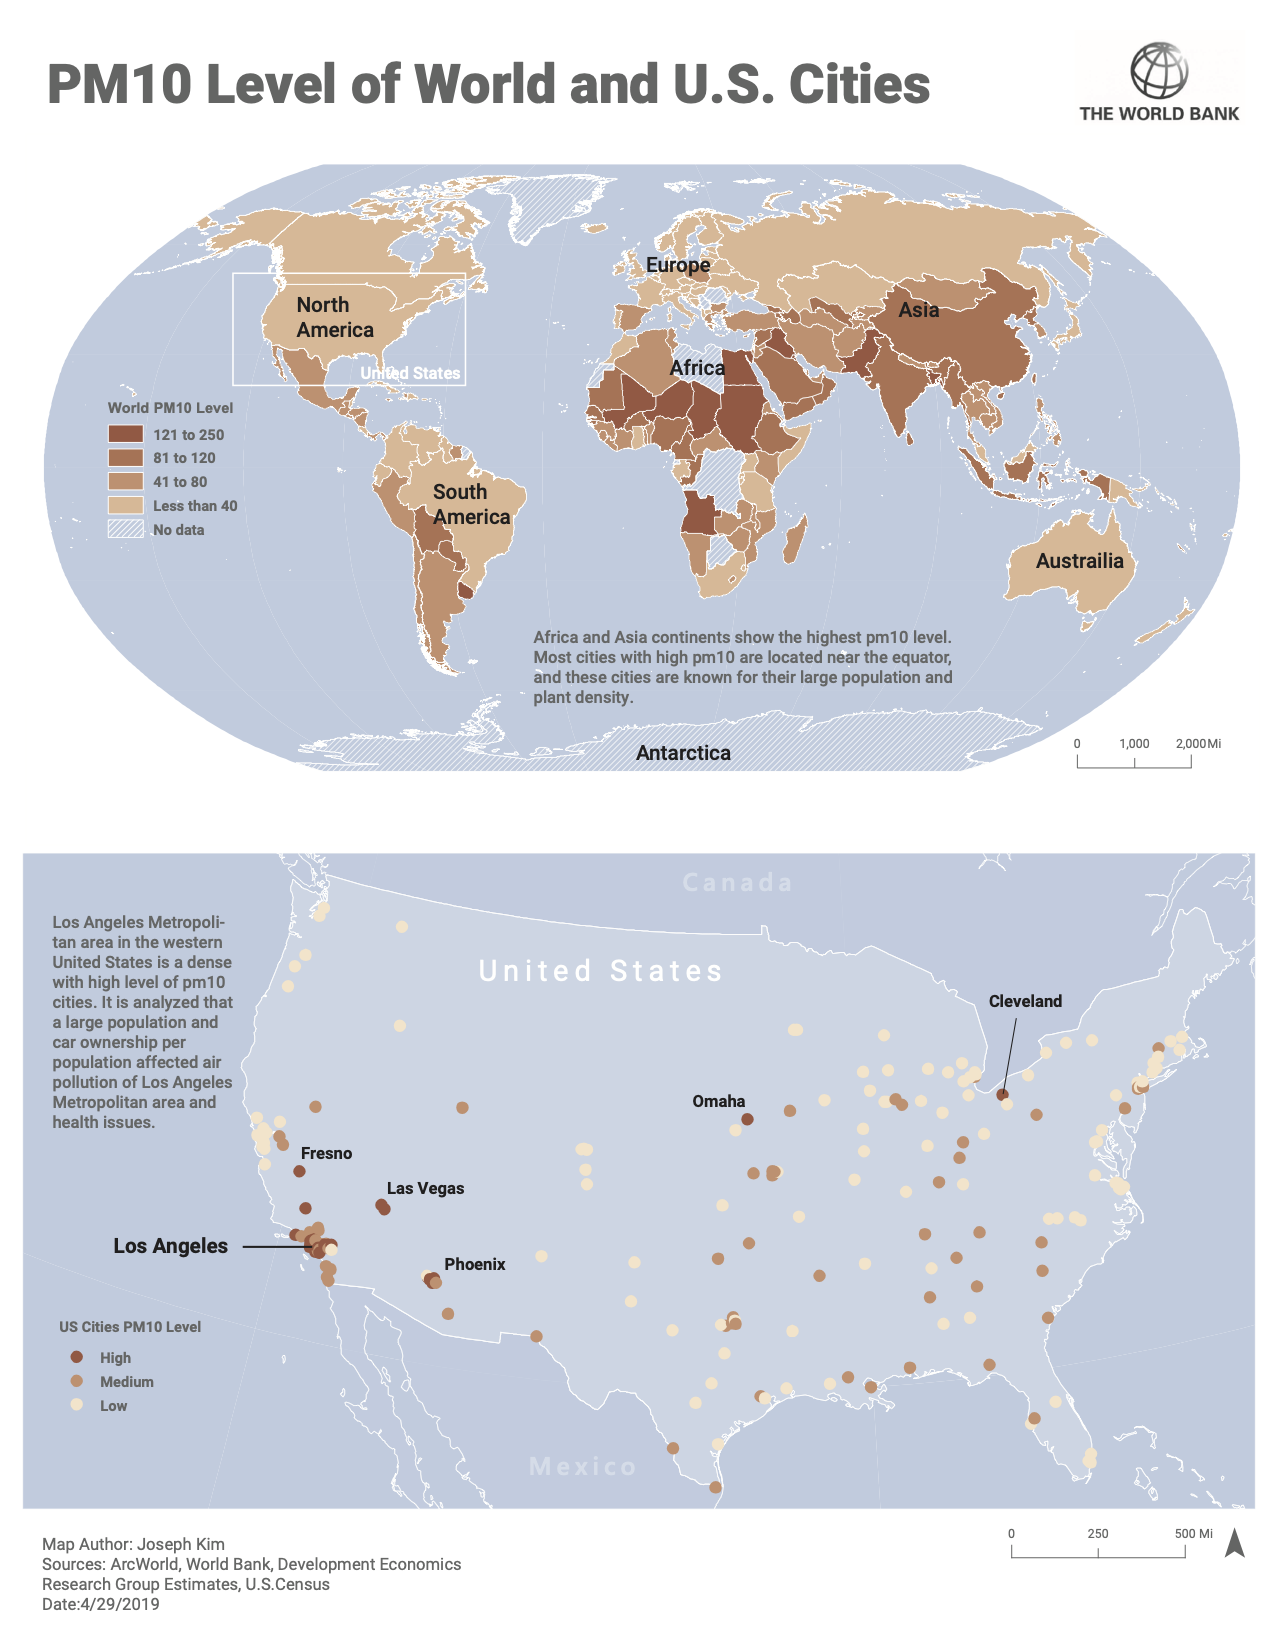 PM10 Level of World and U.S. Cities
THE WORLD BANK
Europe
North
America
Asia
Africa
United States
World PM10 Level
121 to 250
81 to 120
41 to 80
Less than 40
No data
South
America
Austrailia
Africa and Asia continents show the highest pm10 level.
Most cities with high pm10 are located near the equator,
and these cities are known for their large population and
plant density.
Antarctica
0 1,000 2,000Mi
Canada
Los Angeles Metropoli-
tan area in the western
United States is a dense
with high level of pm10
cities. It is analyzed that
a large population and
car ownership per
population affected air
pollution of Los Angeles
Metropolitan area and
health issues.
United States
Cleveland
Omaha
Fresno
Las Vegas
Los Angeles
Phoenix
US Cities PM10 Level
High
Medium
Low
Mexico
Map Author: Joseph Kim
Sources: ArcWorld, World Bank, Development Economics
Research Group Estimates, U.S.Census
Date:4/29/2019
0 250 500 Mi